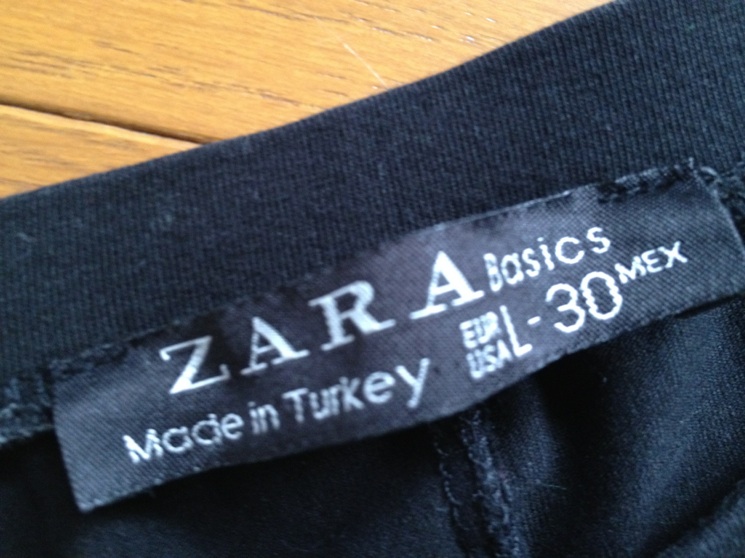 ZARA Basics
Made in Turkey EUR USA L - 30 MEX